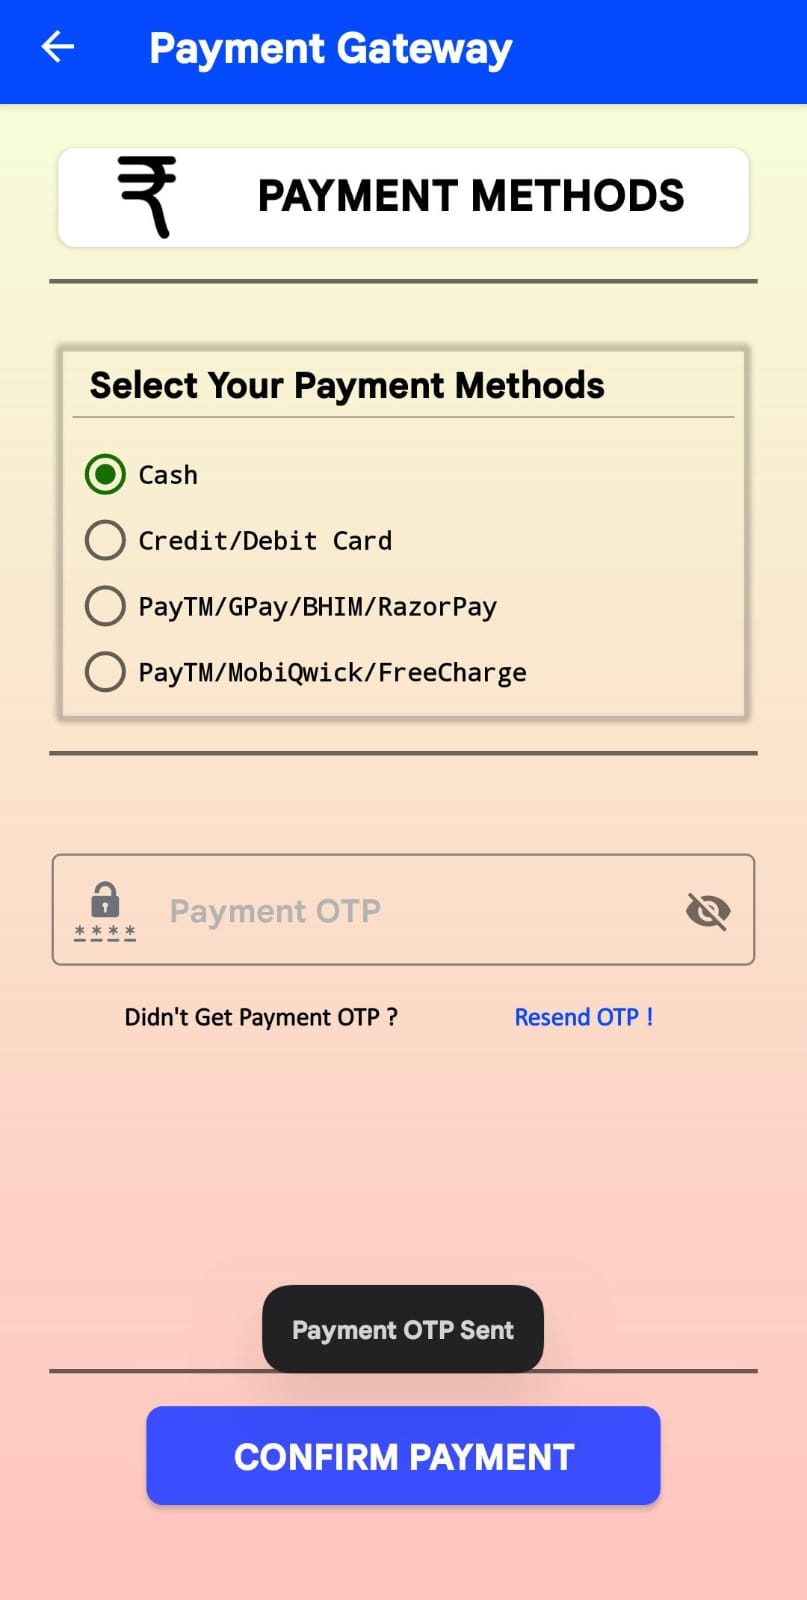 Payment Gateway
PAYMENT METHODS
Select Your Payment Methods
Cash
Credit/Debit Card
PayTM/GPay/BHIM/RazorPay
PayTM/MobiQwick/FreeCharge
Payment OTP
Didn't Get Payment OTP ? Resend OTP !
Payment OTP Sent
CONFIRM PAYMENT